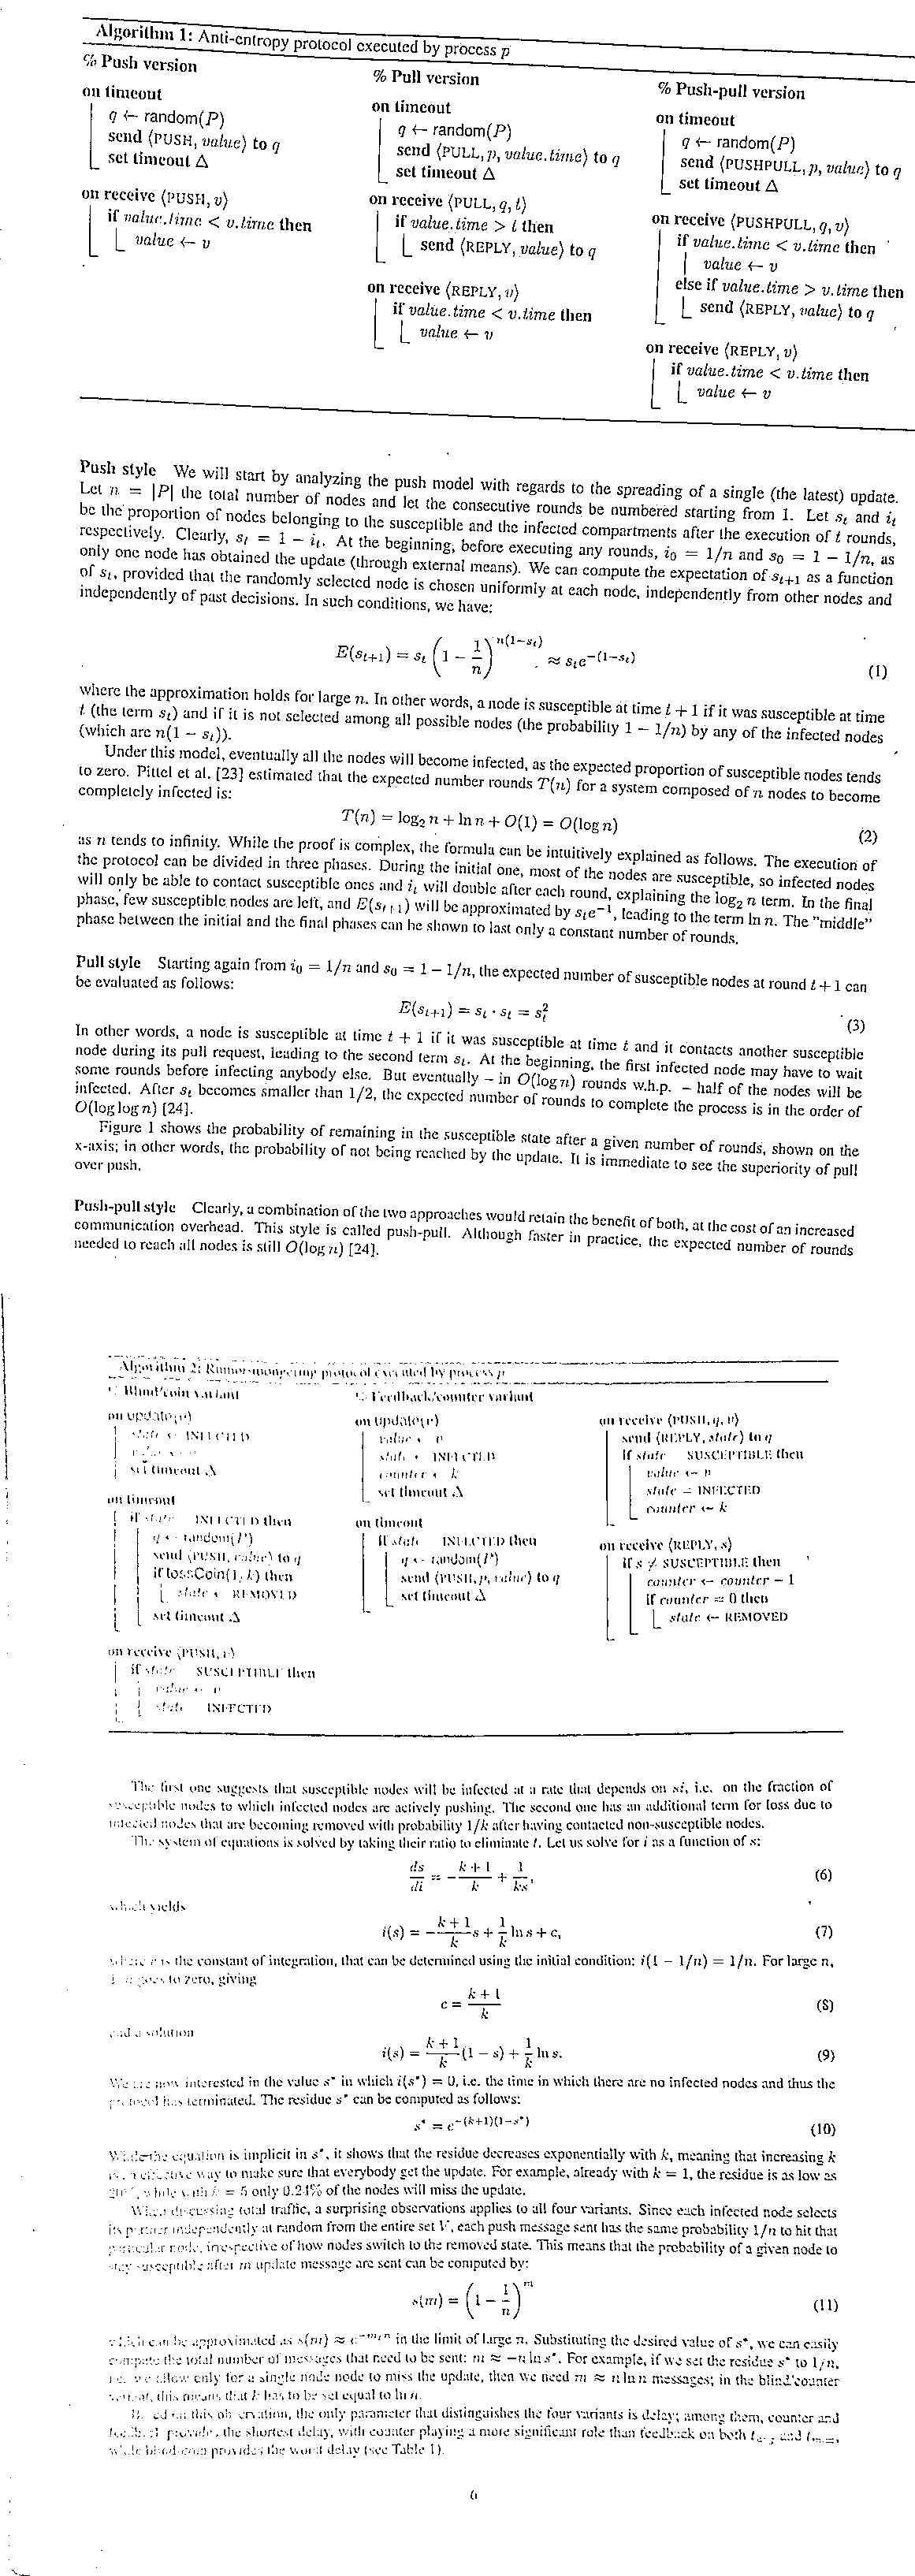 Algorithm 1: Anti-entropy protocol executed by process p
% Push version
on timeout
q ← random(P)
send ⟨PUSH, value⟩ to q
set timeout Δ
on receive ⟨PUSH, v⟩
if value.time < v.time then
value ← v
% Pull version
on timeout
q ← random(P)
send ⟨PULL, p, value.time⟩ to q
set timeout Δ
on receive ⟨PULL, q, t⟩
if value.time > t then
send ⟨REPLY, value⟩ to q
on receive ⟨REPLY, v⟩
if value.time < v.time then
value ← v
% Push-pull version
on timeout
q ← random(P)
send ⟨PUSHPULL, p, value⟩ to q
set timeout Δ
on receive ⟨PUSHPULL, q, v⟩
if value.time < v.time then
value ← v
else if value.time > v.time then
send ⟨REPLY, value⟩ to q
on receive ⟨REPLY, v⟩
if value.time < v.time then
value ← v
Push style We will start by analyzing the push model with regards to the spreading of a single (the latest) update.
Let n = |P| the total number of nodes and let the consecutive rounds be numbered starting from 1. Let s_t and i_t
be the proportion of nodes belonging to the susceptible and the infected compartments after the execution of t rounds,
respectively. Clearly, s_t = 1 − i_t. At the beginning, before executing any rounds, i_0 = 1/n and s_0 = 1 − 1/n, as
only one node has obtained the update (through external means). We can compute the expectation of s_{t+1} as a function
of s_t, provided that the randomly selected node is chosen uniformly at each node, independently from other nodes and
independently of past decisions. In such conditions, we have:
E(s_{t+1}) = s_t (1 − 1/n)^{n(1−s_t)} ≈ s_t e^{−(1−s_t)} (1)
where the approximation holds for large n. In other words, a node is susceptible at time t + 1 if it was susceptible at time
t (the term s_t) and if it is not selected among all possible nodes (the probability 1 − 1/n) by any of the infected nodes
(which are n(1 − s_t)).
Under this model, eventually all the nodes will become infected, as the expected proportion of susceptible nodes tends
to zero. Pittel et al. [23] estimated that the expected number rounds T(n) for a system composed of n nodes to become
completely infected is:
T(n) = log_2 n + ln n + O(1) = O(log n) (2)
as n tends to infinity. While the proof is complex, the formula can be intuitively explained as follows. The execution of
the protocol can be divided in three phases. During the initial one, most of the nodes are susceptible, so infected nodes
will only be able to contact susceptible ones and i_t will double after each round, explaining the log_2 n term. In the final
phase, few susceptible nodes are left, and E(s_{t+1}) will be approximated by s_t e^{−1}, leading to the term ln n. The "middle"
phase between the initial and the final phases can be shown to last only a constant number of rounds.
Pull style Starting again from i_0 = 1/n and s_0 = 1 − 1/n, the expected number of susceptible nodes at round t + 1 can
be evaluated as follows:
E(s_{t+1}) = s_t · s_t = s_t^2 (3)
In other words, a node is susceptible at time t + 1 if it was susceptible at time t and it contacts another susceptible
node during its pull request, leading to the second term s_t. At the beginning, the first infected node may have to wait
some rounds before infecting anybody else. But eventually – in O(log n) rounds w.h.p. – half of the nodes will be
infected. After s_t becomes smaller than 1/2, the expected number of rounds to complete the process is in the order of
O(log log n) [24].
Figure 1 shows the probability of remaining in the susceptible state after a given number of rounds, shown on the
x-axis; in other words, the probability of not being reached by the update. It is immediate to see the superiority of pull
over push.
Push-pull style Clearly, a combination of the two approaches would retain the benefit of both, at the cost of an increased
communication overhead. This style is called push-pull. Although faster in practice, the expected number of rounds
needed to reach all nodes is still O(log n) [24].
Algorithm 2: Rumor-mongering protocol executed by process p
% Blind/coin variant
on update(v)
state ← INFECTED
set timeout Δ
on timeout
if state INFECTED then
q ← random(P)
send ⟨PUSH, value⟩ to q
if tossCoin(1/k) then
state ← REMOVED
set timeout Δ
on receive ⟨PUSH, v⟩
if state SUSCEPTIBLE then
value ← v
state INFECTED
% Feedback/counter variant
on update(v)
value ← v
state ← INFECTED
counter ← k
set timeout Δ
on timeout
if state INFECTED then
q ← random(P)
send ⟨PUSH, p, value⟩ to q
set timeout Δ
on receive ⟨PUSH, q, v⟩
send ⟨REPLY, state⟩ to q
if state SUSCEPTIBLE then
value ← v
state = INFECTED
counter ← k
on receive ⟨REPLY, s⟩
if s ≠ SUSCEPTIBLE then
counter ← counter − 1
if counter = 0 then
state ← REMOVED
The first one suggests that susceptible nodes will be infected at a rate that depends on si, i.e. on the fraction of
susceptible nodes to which infected nodes are actively pushing. The second one has an additional term for loss due to
infected nodes that are becoming removed with probability 1/k after having contacted non-susceptible nodes.
The system of equations is solved by taking their ratio to eliminate t. Let us solve for i as a function of s:
ds/di = −(k+1)/k + 1/(ks), (6)
which yields
i(s) = −(k+1)/k s + 1/k ln s + c, (7)
where c is the constant of integration, that can be determined using the initial condition: i(1 − 1/n) = 1/n. For large n,
1/n goes to zero, giving
c = (k+1)/k (8)
and a solution
i(s) = (k+1)/k (1 − s) + 1/k ln s. (9)
We are now interested in the value s* in which i(s*) = 0, i.e. the time in which there are no infected nodes and thus the
protocol has terminated. The residue s* can be computed as follows:
s* = e^{−(k+1)(1−s*)} (10)
While the equation is implicit in s*, it shows that the residue decreases exponentially with k, meaning that increasing k
is an effective way to make sure that everybody get the update. For example, already with k = 1, the residue is as low as
20%, while with k = 5 only 0.24% of the nodes will miss the update.
When discussing total traffic, a surprising observations applies to all four variants. Since each infected node selects
its partner independently at random from the entire set V, each push message sent has the same probability 1/n to hit that
particular node, irrespective of how nodes switch to the removed state. This means that the probability of a given node to
stay susceptible after m update message are sent can be computed by:
s(m) = (1 − 1/n)^m (11)
which can be approximated as s(m) ≈ e^{−m/n} in the limit of large n. Substituting the desired value of s*, we can easily
compute the total number of messages that need to be sent: m ≈ −n ln s*. For example, if we set the residue s* to 1/n,
i.e. we allow only for a single node node to miss the update, then we need m ≈ n ln n messages; in the blind/counter
variant, this means that k has to be set equal to ln n.
Based on this observation, the only parameter that distinguishes the four variants is delay; among them, counter and
feedback provides the shortest delay, with counter playing a more significant role than feedback on both and
while blind/coin provides the worst delay (see Table 1).
6